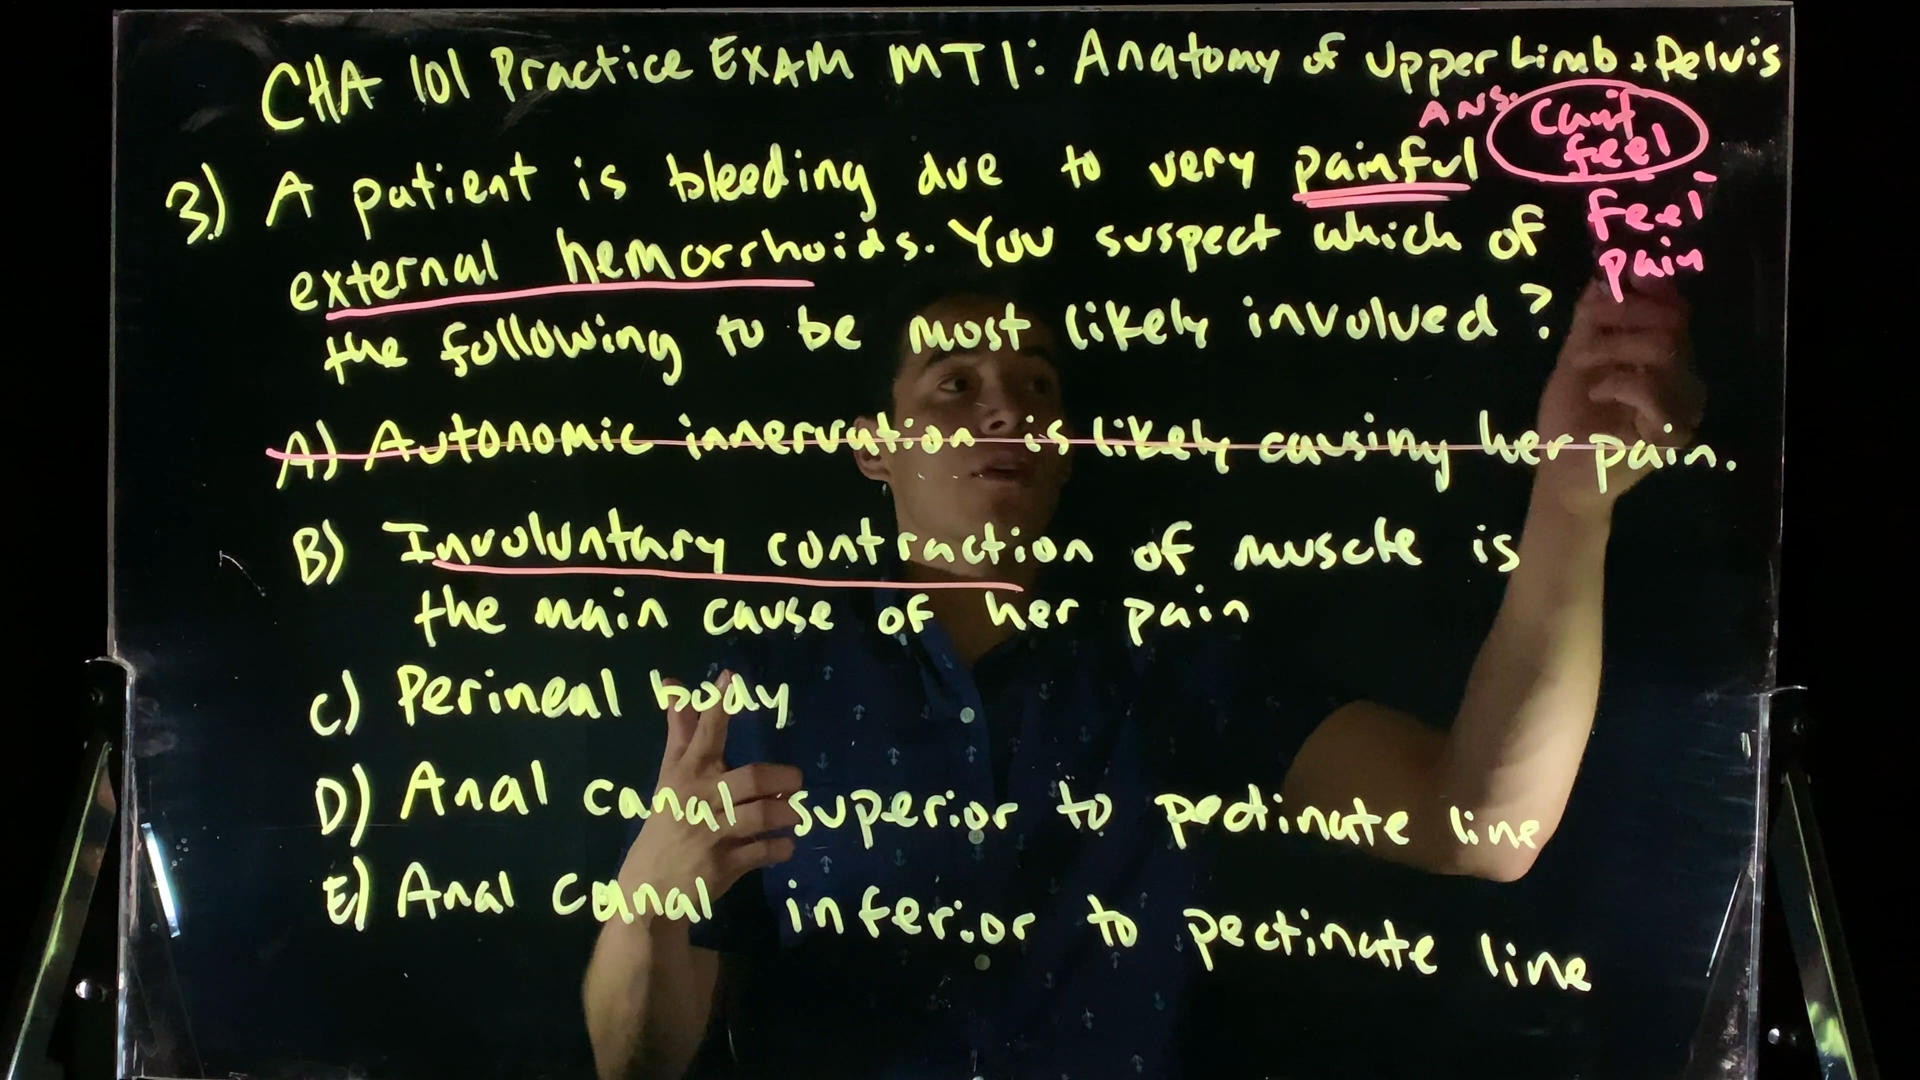 CHA 101 Practice EXAM MT1: Anatomy of Upper Limb + Pelvis
ANS. can't
feel
3.) A patient is bleeding due to very painful
feel
external hemorrhoids. You suspect which of
pain
the following to be most likely involved?
A) Autonomic innervation is likely causing her pain.
B) Involuntary contraction of muscle is
the main cause of her pain
C) Perineal body
D) Anal canal superior to pectinate line
E) Anal canal inferior to pectinate line